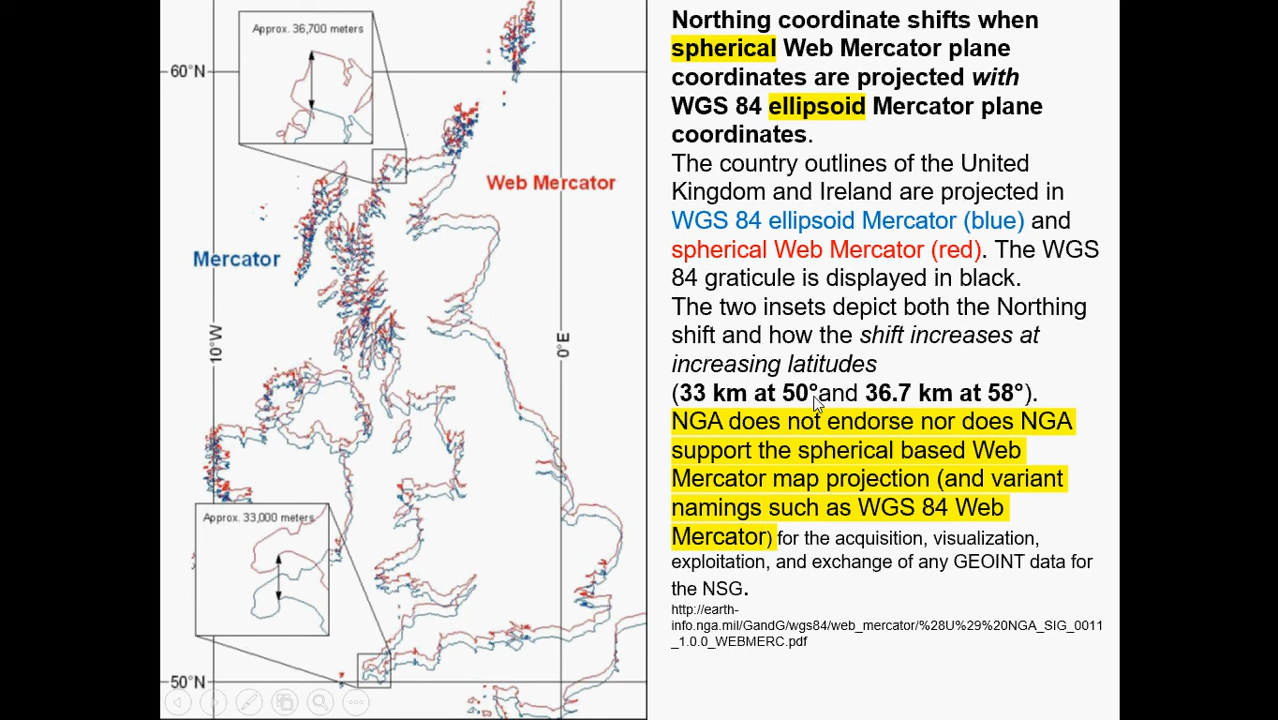 Approx. 36,700 meters
60°N
Web Mercator
Mercator
10°W
0°E
Approx. 33,000 meters
50°N
Northing coordinate shifts when
spherical Web Mercator plane
coordinates are projected with
WGS 84 ellipsoid Mercator plane
coordinates.
The country outlines of the United
Kingdom and Ireland are projected in
WGS 84 ellipsoid Mercator (blue) and
spherical Web Mercator (red). The WGS
84 graticule is displayed in black.
The two insets depict both the Northing
shift and how the shift increases at
increasing latitudes
(33 km at 50°and 36.7 km at 58°).
NGA does not endorse nor does NGA
support the spherical based Web
Mercator map projection (and variant
namings such as WGS 84 Web
Mercator) for the acquisition, visualization,
exploitation, and exchange of any GEOINT data for
the NSG.
http://earth-
info.nga.mil/GandG/wgs84/web_mercator/%28U%29%20NGA_SIG_0011
_1.0.0_WEBMERC.pdf